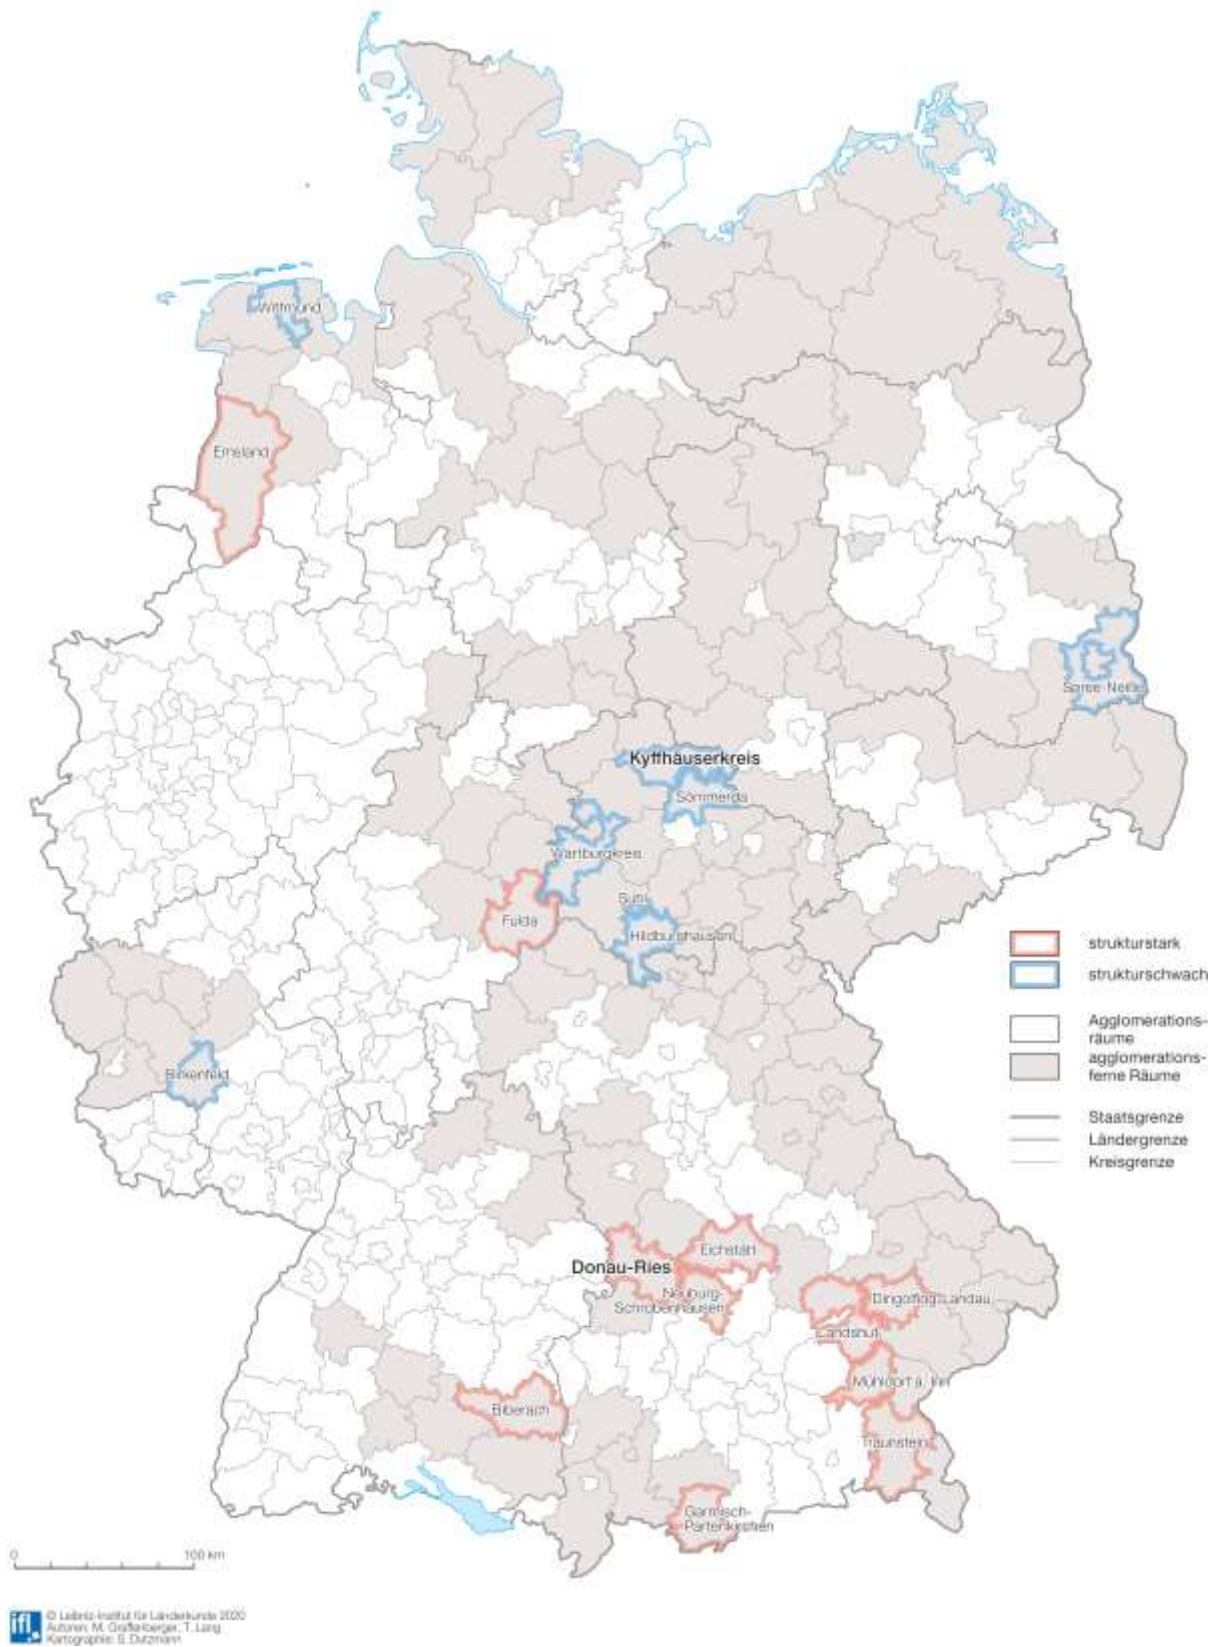 Wittmund
Emsland
Spree-Neiße
Kyffhäuserkreis
Sömmerda
Wartburgkreis
Suhl
Fulda
Hildburghausen
strukturstark
strukturschwach
Agglomerations-
räume
agglomerations-
ferne Räume
Birkenfeld
Staatsgrenze
Ländergrenze
Kreisgrenze
Eichstätt
Donau-Ries
Neuburg-
Schrobenhausen
Dingolfing-Landau
Landshut
Mühldorf a. Inn
Biberach
Traunstein
Garmisch-
Partenkirchen
0 100 km
ifl
© Leibniz-Institut für Länderkunde 2020
Autoren: M. Graffenberger, T. Lang
Kartographie: S. Dutzmann